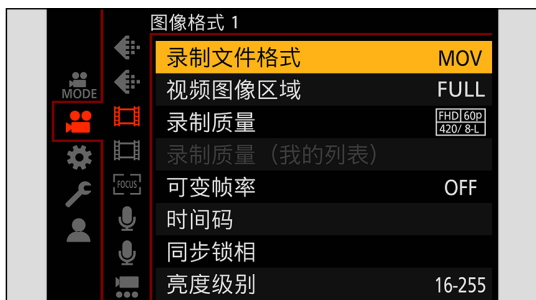 图像格式 1
录制文件格式 MOV
MODE
视频图像区域 FULL
录制质量 FHD 60p
420/ 8-L
录制质量（我的列表）
FOCUS
可变帧率 OFF
时间码
同步锁相
亮度级别 16-255